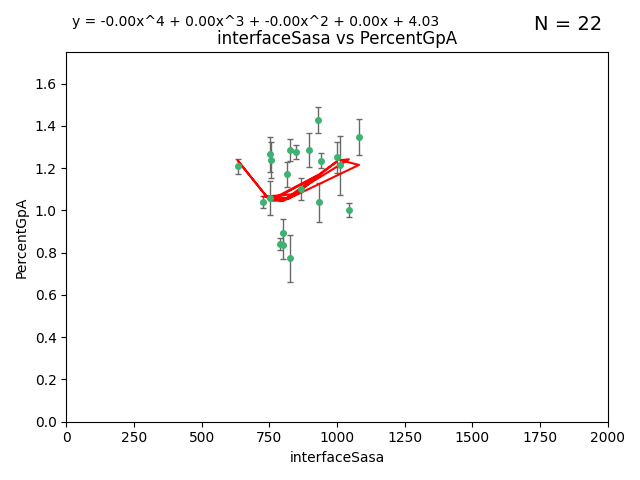 y = -0.00x^4 + 0.00x^3 + -0.00x^2 + 0.00x + 4.03
N = 22
interfaceSasa vs PercentGpA
1.6
1.4
1.2
1.0
0.8
0.6
0.4
0.2
0.0
PercentGpA
0 250 500 750 1000 1250 1500 1750 2000
interfaceSasa